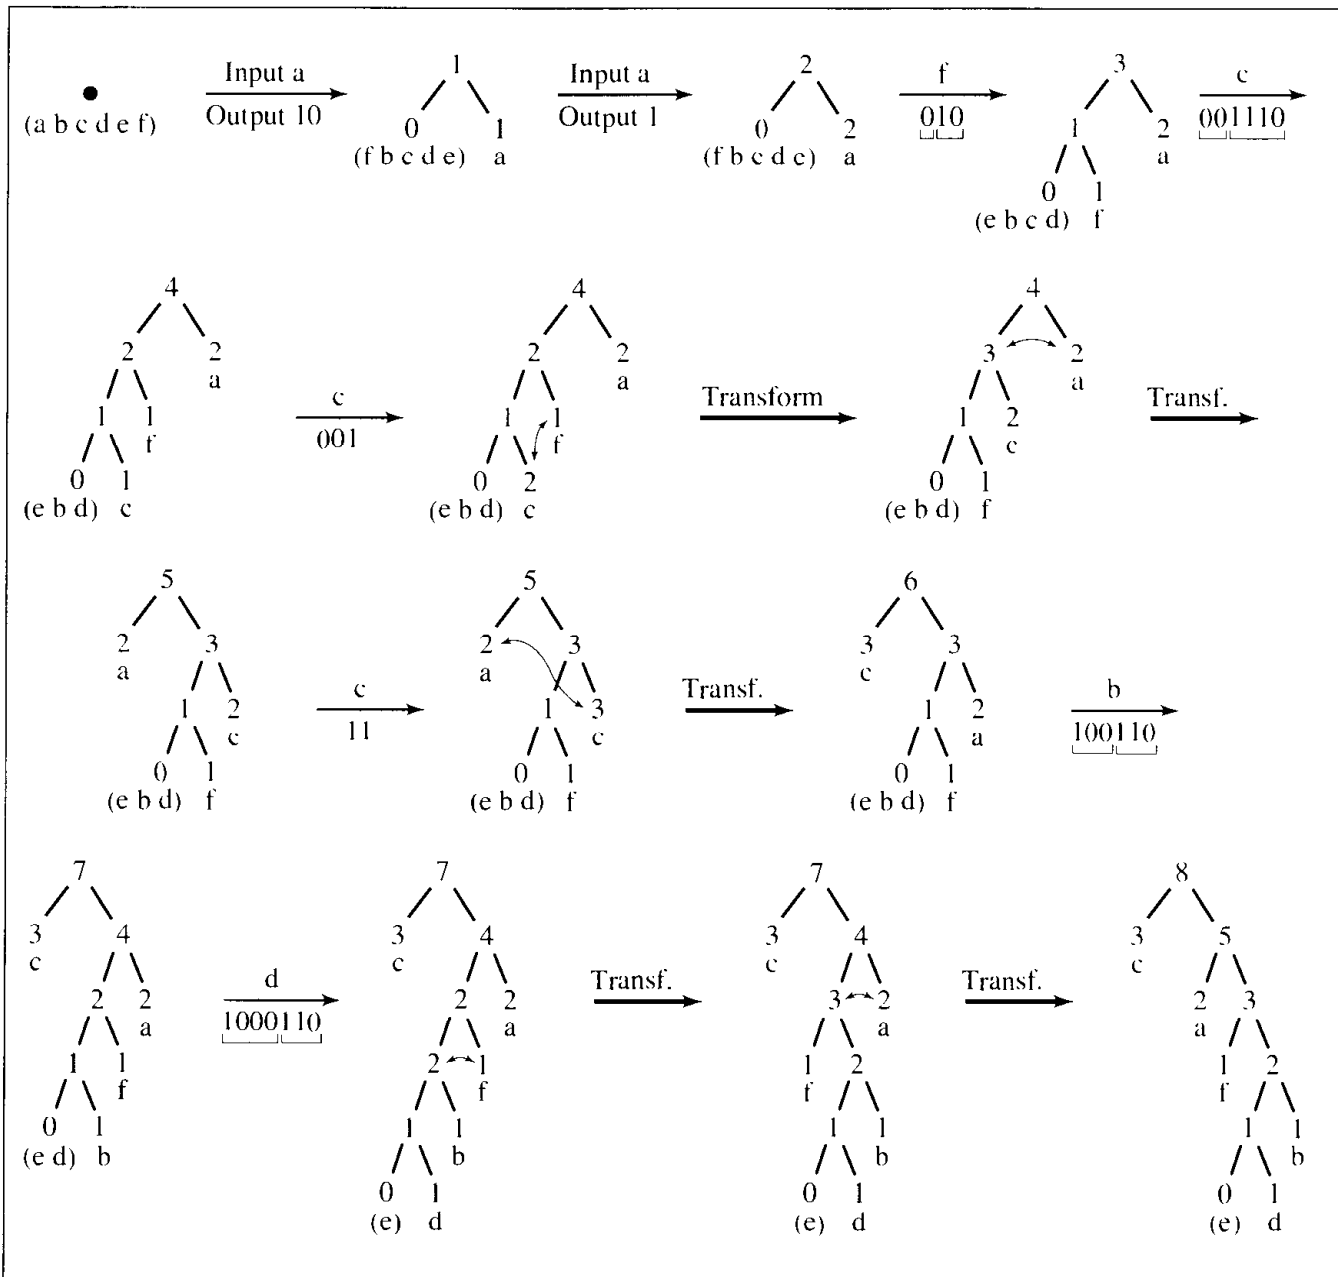 Input a 1 Input a 2 f 3 c
(a b c d e f) Output 10 0 1 Output 1 0 2 010 1 2 001110
(f b c d e) a (f b c d c) a a
0 1
(e b c d) f
4 4 4
2 2 2 2 3 2
a a a
c Transform Transf.
1 1 001 1 1 1 2
f f c
0 1 0 2 0 1
(e b d) c (e b d) c (e b d) f
5 5 6
2 3 2 3 3 3
a a c
c Transf. b
1 2 11 1 3 1 2 100110
c c a
0 1 0 1 0 1
(e b d) f (e b d) f (e b d) f
7 7 7 8
3 4 3 4 3 4 3 5
c c c c
d Transf. Transf.
2 2 1000110 2 2 3 2 2 3
a a a a
1 1 2 1 1 2 1 2
f f f f
0 1 1 1 1 1 1 1
(e d) b b b b
0 1 0 1 0 1
(e) d (e) d (e) d